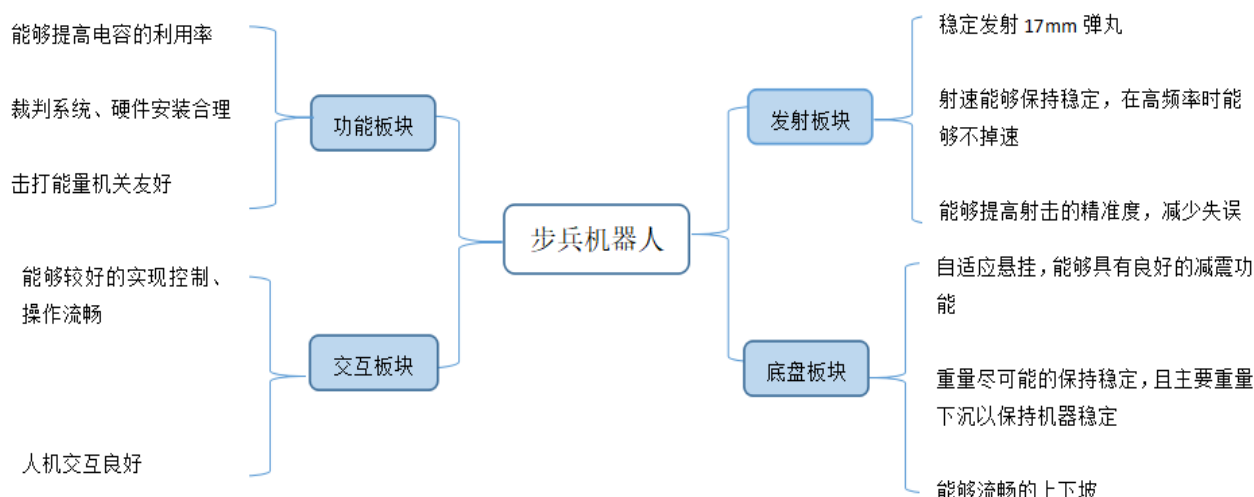 能够提高电容的利用率
裁判系统、硬件安装合理
击打能量机关友好
功能板块
能够较好的实现控制、
操作流畅
人机交互良好
交互板块
步兵机器人
发射板块
稳定发射 17mm 弹丸
射速能够保持稳定，在高频率时能
够不掉速
能够提高射击的精准度，减少失误
底盘板块
自适应悬挂，能够具有良好的减震功
能
重量尽可能的保持稳定，且主要重量
下沉以保持机器稳定
能够流畅的上下坡